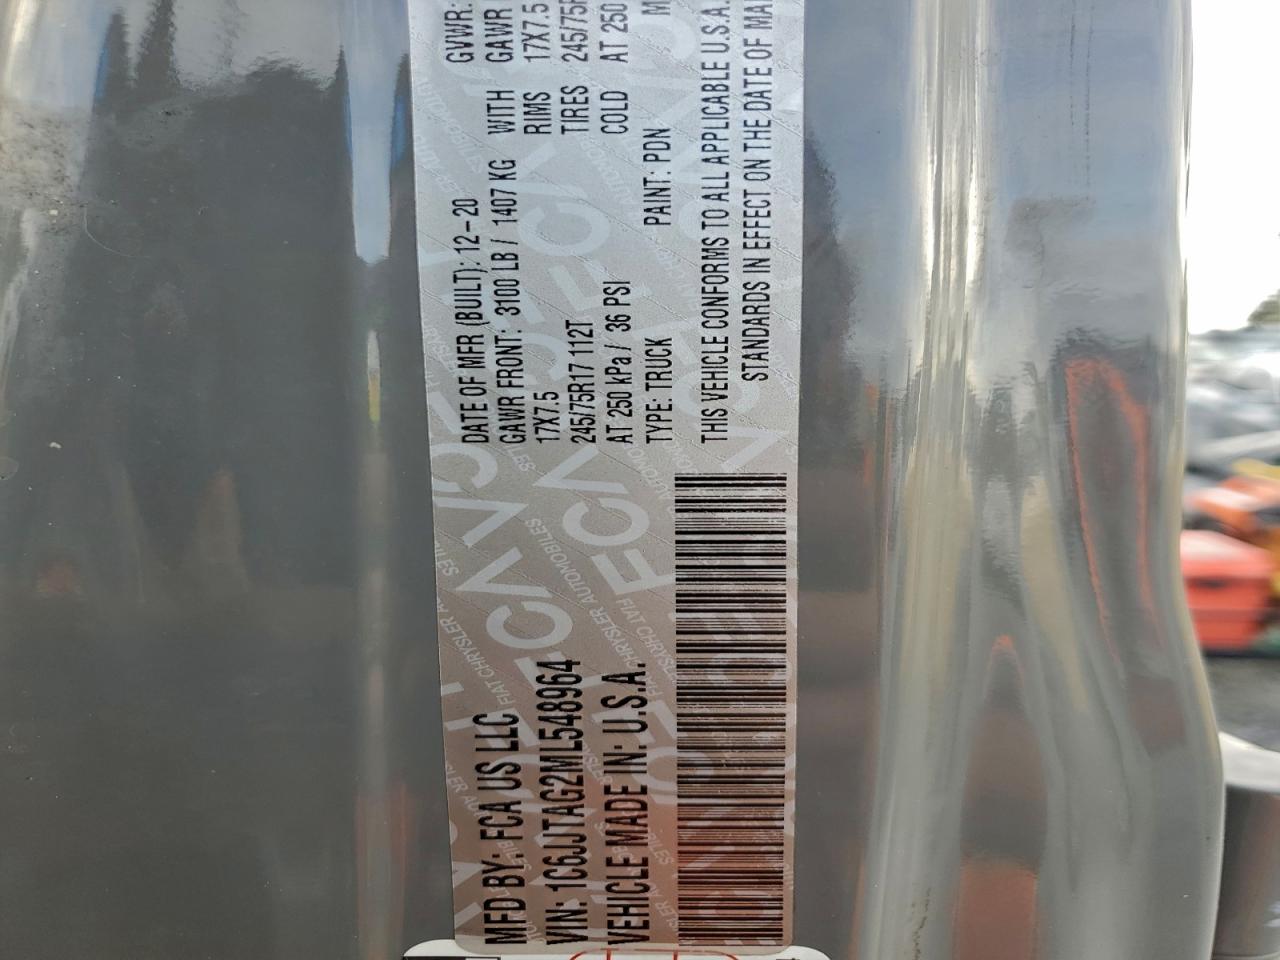 MFD BY: FCA US LLC
VIN: 1C6JJTAG2ML548964
VEHICLE MADE IN: U.S.A.
DATE OF MFR (BUILT): 12-20 GVWR:
GAWR FRONT: 3100 LB / 1407 KG WITH GAWR
17X7.5 RIMS 17X7.5
245/75R17 112T TIRES
AT 250 kPa / 36 PSI COLD AT 250
TYPE: TRUCK PAINT: PDN
THIS VEHICLE CONFORMS TO ALL APPLICABLE U.S.A.
STANDARDS IN EFFECT ON THE DATE OF
FCA
FIAT CHRYSLER AUTOMOBILES